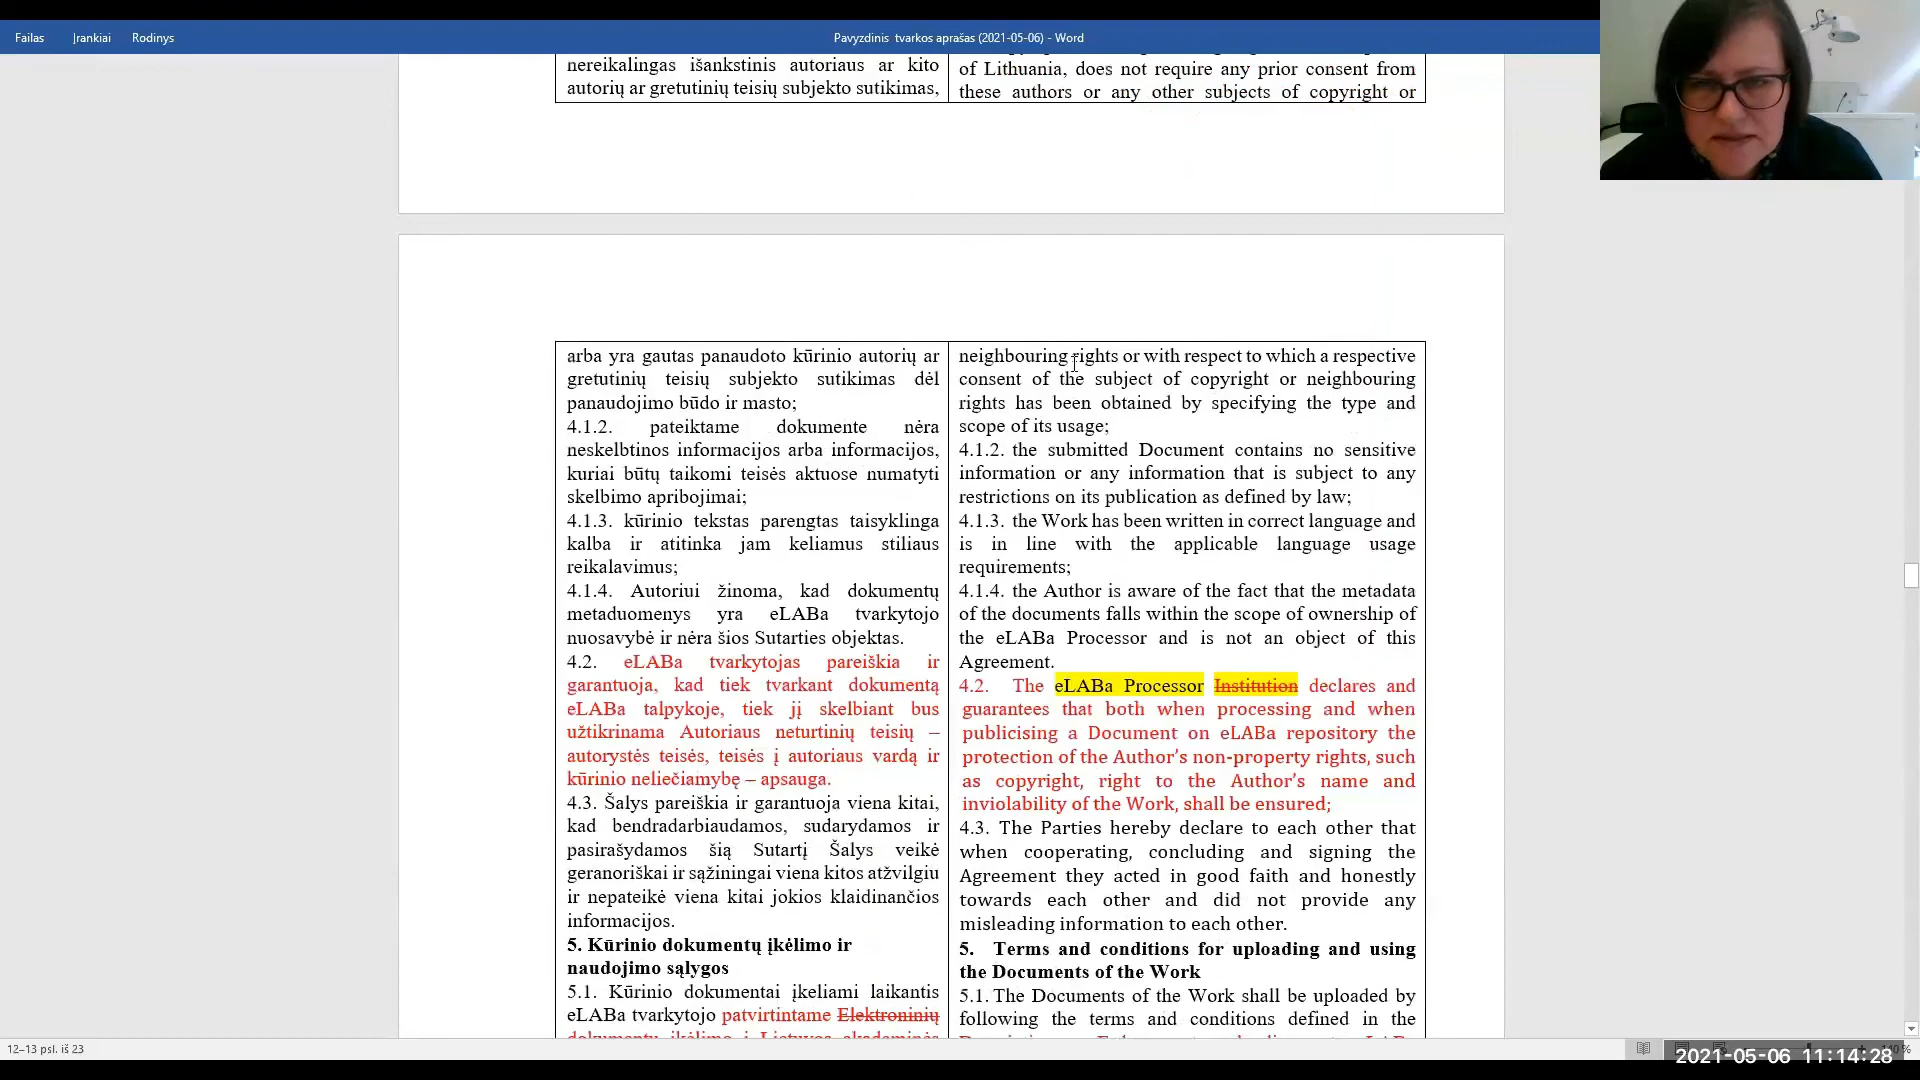 Failas Įrankiai Rodinys
Pavyzdinis tvarkos aprašas (2021-05-06) - Word
nereikalingas išankstinis autoriaus ar kito
autorių ar gretutinių teisių subjekto sutikimas,
of Lithuania, does not require any prior consent from
these authors or any other subjects of copyright or
arba yra gautas panaudoto kūrinio autorių ar
gretutinių teisių subjekto sutikimas dėl
panaudojimo būdo ir masto;
4.1.2. pateiktame dokumente nėra
neskelbtinos informacijos arba informacijos,
kuriai būtų taikomi teisės aktuose numatyti
skelbimo apribojimai;
4.1.3. kūrinio tekstas parengtas taisyklinga
kalba ir atitinka jam keliamus stiliaus
reikalavimus;
4.1.4. Autoriui žinoma, kad dokumentų
metaduomenys yra eLABa tvarkytojo
nuosavybė ir nėra šios Sutarties objektas.
4.2. eLABa tvarkytojas pareiškia ir
garantuoja, kad tiek tvarkant dokumentą
eLABa talpykoje, tiek jį skelbiant bus
užtikrinama Autoriaus neturtinių teisių –
autorystės teisės, teisės į autoriaus vardą ir
kūrinio neliečiamybę – apsauga.
4.3. Šalys pareiškia ir garantuoja viena kitai,
kad bendradarbiaudamos, sudarydamos ir
pasirašydamos šią Sutartį Šalys veikė
geranoriškai ir sąžiningai viena kitos atžvilgiu
ir nepateikė viena kitai jokios klaidinančios
informacijos.
5. Kūrinio dokumentų įkėlimo ir
naudojimo sąlygos
5.1. Kūrinio dokumentai įkeliami laikantis
eLABa tvarkytojo patvirtintame Elektroninių
neighbouring rights or with respect to which a respective
consent of the subject of copyright or neighbouring
rights has been obtained by specifying the type and
scope of its usage;
4.1.2. the submitted Document contains no sensitive
information or any information that is subject to any
restrictions on its publication as defined by law;
4.1.3. the Work has been written in correct language and
is in line with the applicable language usage
requirements;
4.1.4. the Author is aware of the fact that the metadata
of the documents falls within the scope of ownership of
the eLABa Processor and is not an object of this
Agreement.
4.2. The eLABa Processor Institution declares and
guarantees that both when processing and when
publicising a Document on eLABa repository the
protection of the Author’s non-property rights, such
as copyright, right to the Author’s name and
inviolability of the Work, shall be ensured;
4.3. The Parties hereby declare to each other that
when cooperating, concluding and signing the
Agreement they acted in good faith and honestly
towards each other and did not provide any
misleading information to each other.
5. Terms and conditions for uploading and using
the Documents of the Work
5.1. The Documents of the Work shall be uploaded by
following the terms and conditions defined in the
12–13 psl. iš 23
2021-05-06 11:14:28